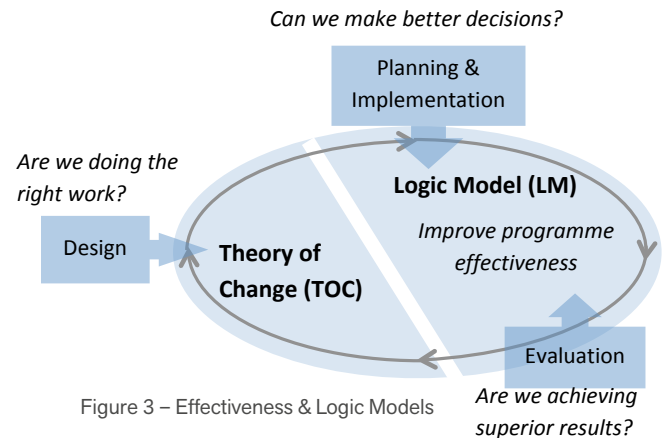 Can we make better decisions?
Planning &
Implementation
Are we doing the
right work?
Logic Model (LM)
Improve programme
effectiveness
Design
Theory of
Change (TOC)
Evaluation
Figure 3 – Effectiveness & Logic Models
Are we achieving
superior results?